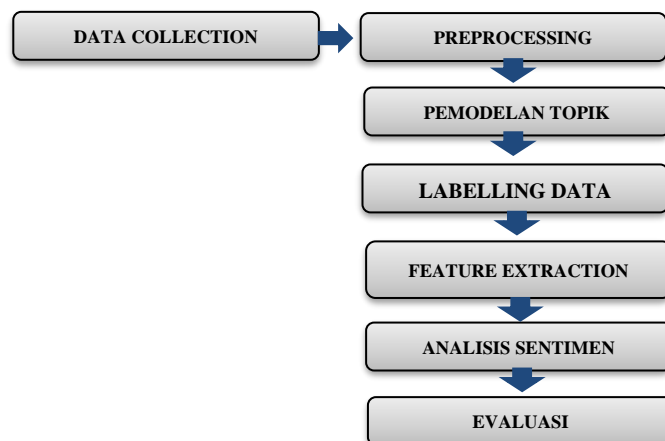 DATA COLLECTION
PREPROCESSING
PEMODELAN TOPIK
LABELLING DATA
FEATURE EXTRACTION
ANALISIS SENTIMEN
EVALUASI